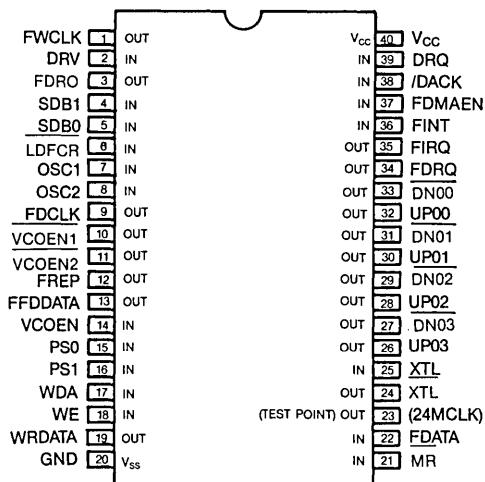 FWCLK 1 OUT
DRV 2 IN
FDRO 3 OUT
SDB1 4 IN
SDB0 5 IN
LDFCR 6 IN
OSC1 7 IN
OSC2 8 IN
FDCLK 9 OUT
VCOEN1 10 OUT
VCOEN2 11 OUT
FREP 12 OUT
FFDDATA 13 OUT
VCOEN 14 IN
PS0 15 IN
PS1 16 IN
WDA 17 IN
WE 18 IN
WRDATA 19 OUT
GND 20 VSS
VCC 40 VCC
IN 39 DRQ
IN 38 /DACK
IN 37 FDMAEN
IN 36 FINT
OUT 35 FIRQ
OUT 34 FDRQ
OUT 33 DN00
OUT 32 UP00
OUT 31 DN01
OUT 30 UP01
OUT 29 DN02
OUT 28 UP02
OUT 27 DN03
OUT 26 UP03
IN 25 XTL
OUT 24 XTL
(TEST POINT) OUT 23 (24MCLK)
IN 22 FDATA
IN 21 MR